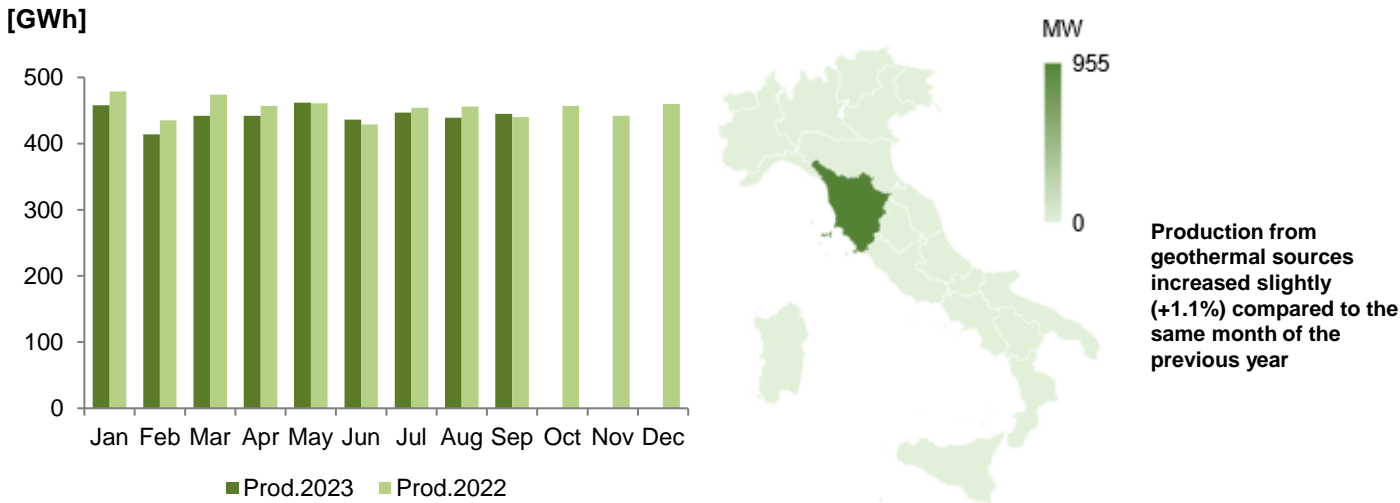 [GWh]
500
400
300
200
100
0
Jan Feb Mar Apr May Jun Jul Aug Sep Oct Nov Dec
Prod.2023 Prod.2022
MW
955
0
Production from
geothermal sources
increased slightly
(+1.1%) compared to the
same month of the
previous year